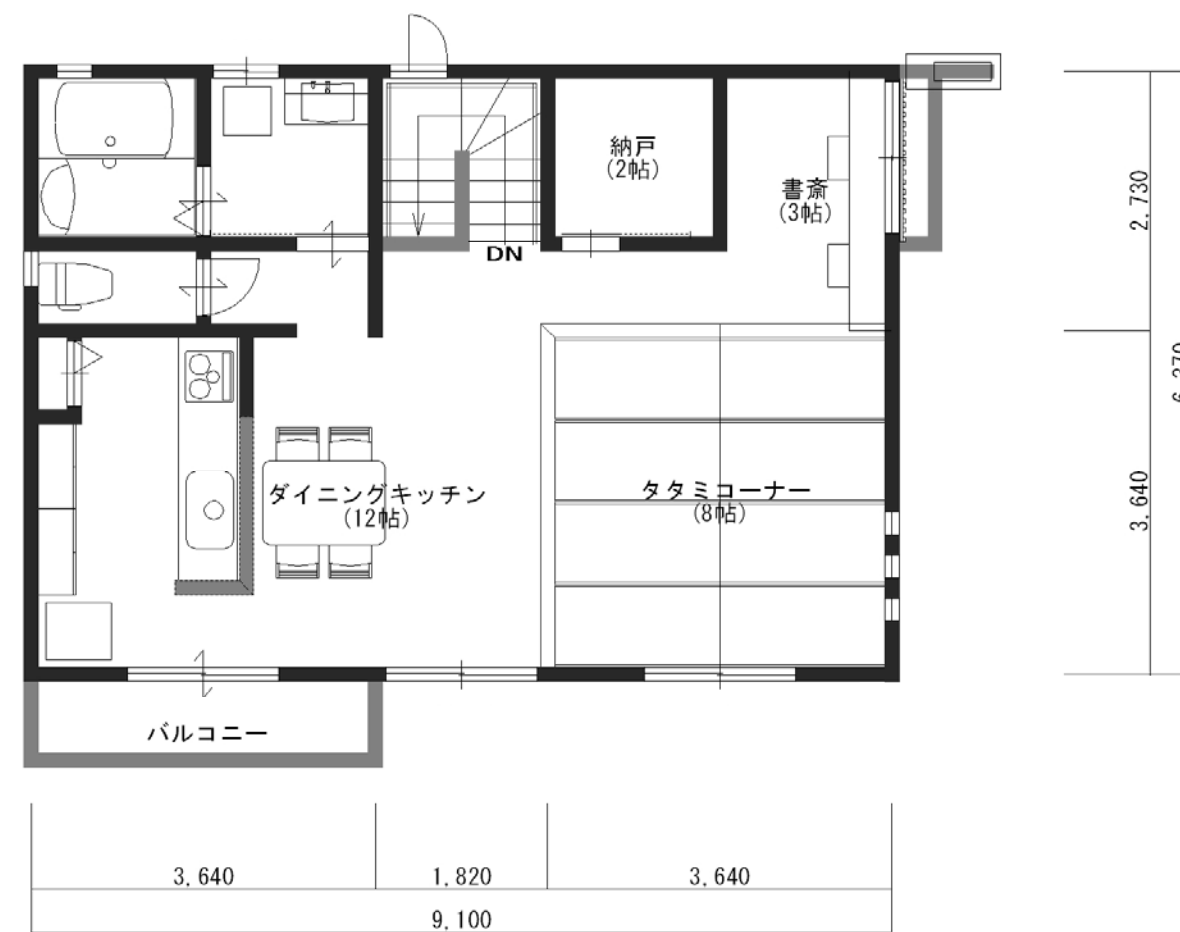 納戸
(2帖)
書斎
(3帖)
2,730
DN
ダイニングキッチン
(12帖)
タタミコーナー
(8帖)
3,640
バルコニー
3,640
1,820
3,640
9,100